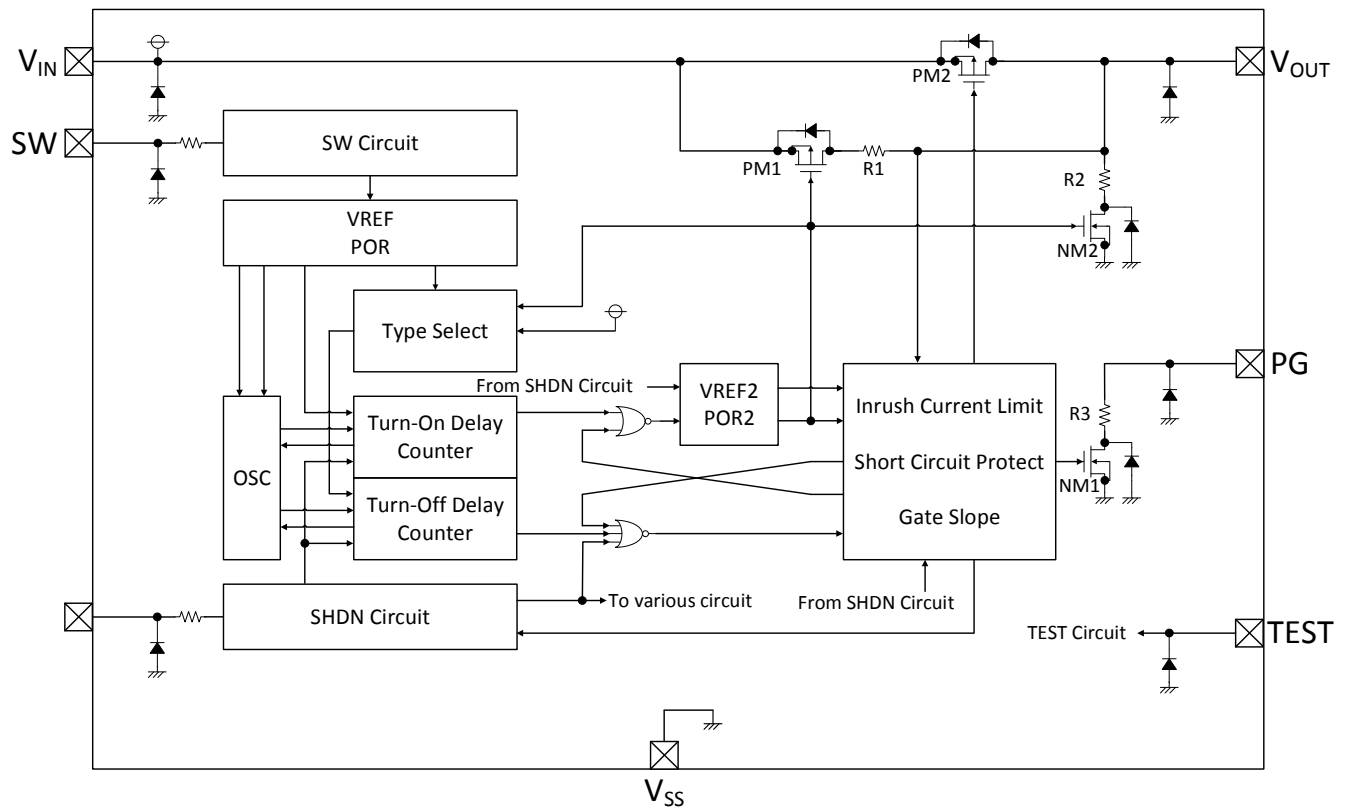 VIN
PM2
VOUT
SW
SW Circuit
PM1
R1
R2
VREF
POR
NM2
Type Select
From SHDN Circuit
VREF2
POR2
PG
Inrush Current Limit
R3
Turn-On Delay
Counter
OSC
Short Circuit Protect
NM1
Turn-Off Delay
Counter
Gate Slope
SHDN Circuit
To various circuit
From SHDN Circuit
TEST Circuit
TEST
VSS